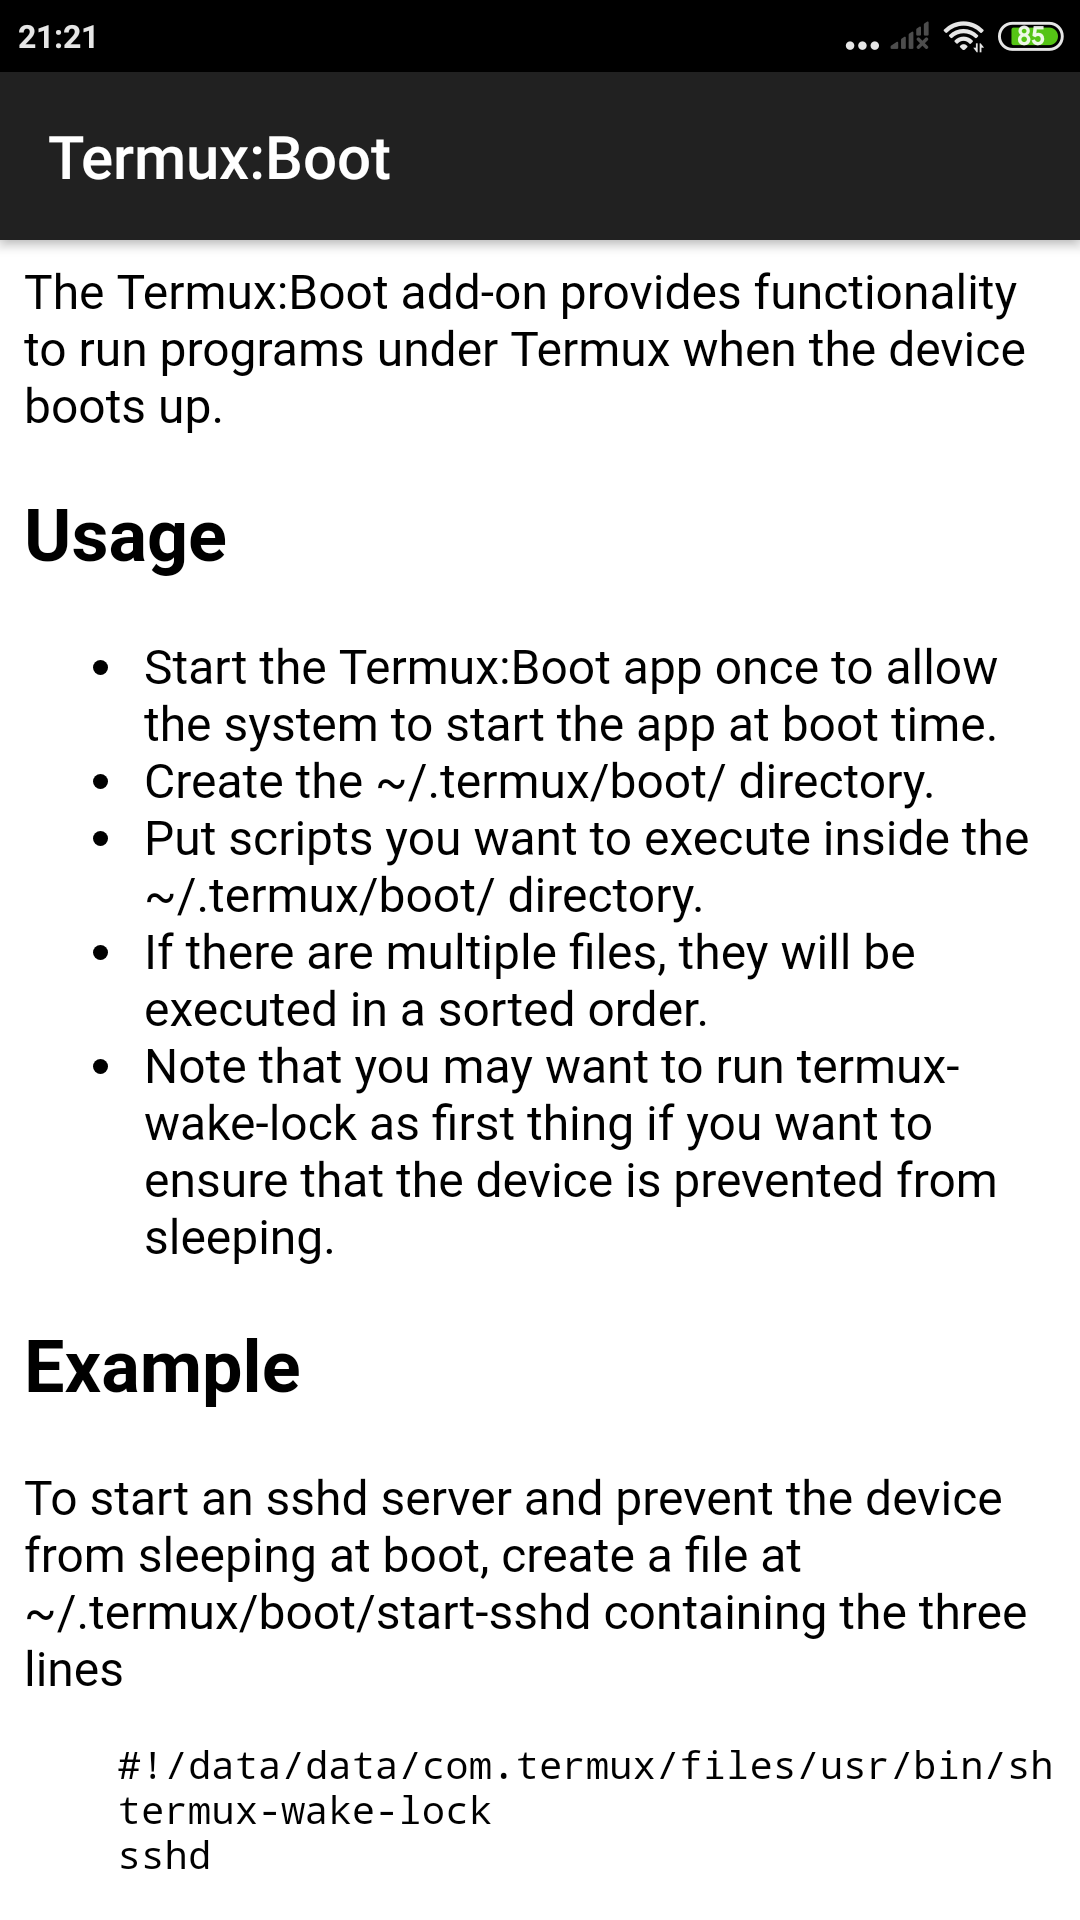 21:21
85
Termux:Boot
The Termux:Boot add-on provides functionality
to run programs under Termux when the device
boots up.
Usage
• Start the Termux:Boot app once to allow
the system to start the app at boot time.
• Create the ~/.termux/boot/ directory.
• Put scripts you want to execute inside the
~/.termux/boot/ directory.
• If there are multiple files, they will be
executed in a sorted order.
• Note that you may want to run termux-
wake-lock as first thing if you want to
ensure that the device is prevented from
sleeping.
Example
To start an sshd server and prevent the device
from sleeping at boot, create a file at
~/.termux/boot/start-sshd containing the three
lines
#!/data/data/com.termux/files/usr/bin/sh
termux-wake-lock
sshd